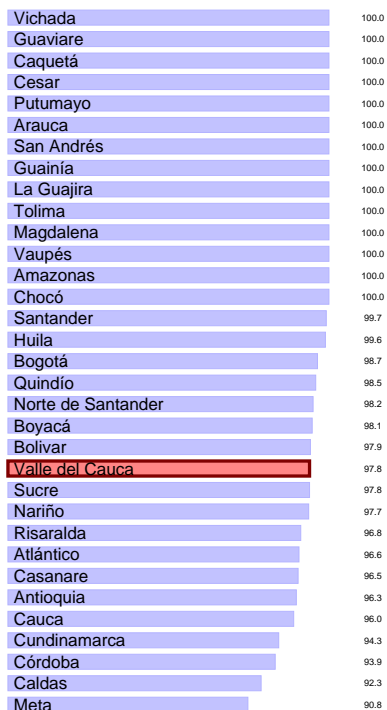 Vichada 100.0
Guaviare 100.0
Caquetá 100.0
Cesar 100.0
Putumayo 100.0
Arauca 100.0
San Andrés 100.0
Guainía 100.0
La Guajira 100.0
Tolima 100.0
Magdalena 100.0
Vaupés 100.0
Amazonas 100.0
Chocó 100.0
Santander 99.7
Huila 99.6
Bogotá 98.7
Quindío 98.5
Norte de Santander 98.2
Boyacá 98.1
Bolivar 97.9
Valle del Cauca 97.8
Sucre 97.8
Nariño 97.7
Risaralda 96.8
Atlántico 96.6
Casanare 96.5
Antioquia 96.3
Cauca 96.0
Cundinamarca 94.3
Córdoba 93.9
Caldas 92.3
Meta 90.8